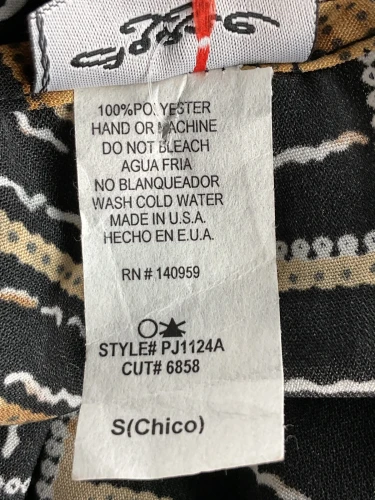 100%POLYESTER
HAND OR MACHINE
DO NOT BLEACH
AGUA FRIA
NO BLANQUEADOR
WASH COLD WATER
MADE IN U.S.A.
HECHO EN E.U.A.
RN # 140959
STYLE# PJ1124A
CUT# 6858
S(Chico)